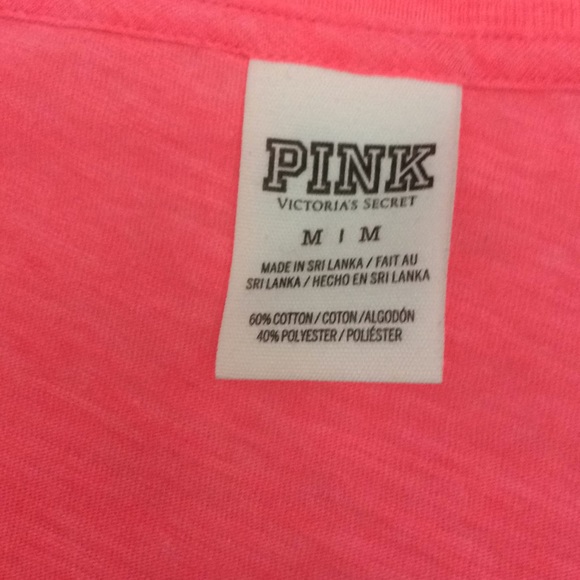 PINK
VICTORIA'S SECRET
M | M
MADE IN SRI LANKA / FAIT AU
SRI LANKA / HECHO EN SRI LANKA
60% COTTON / COTON / ALGODÓN
40% POLYESTER / POLIÉSTER